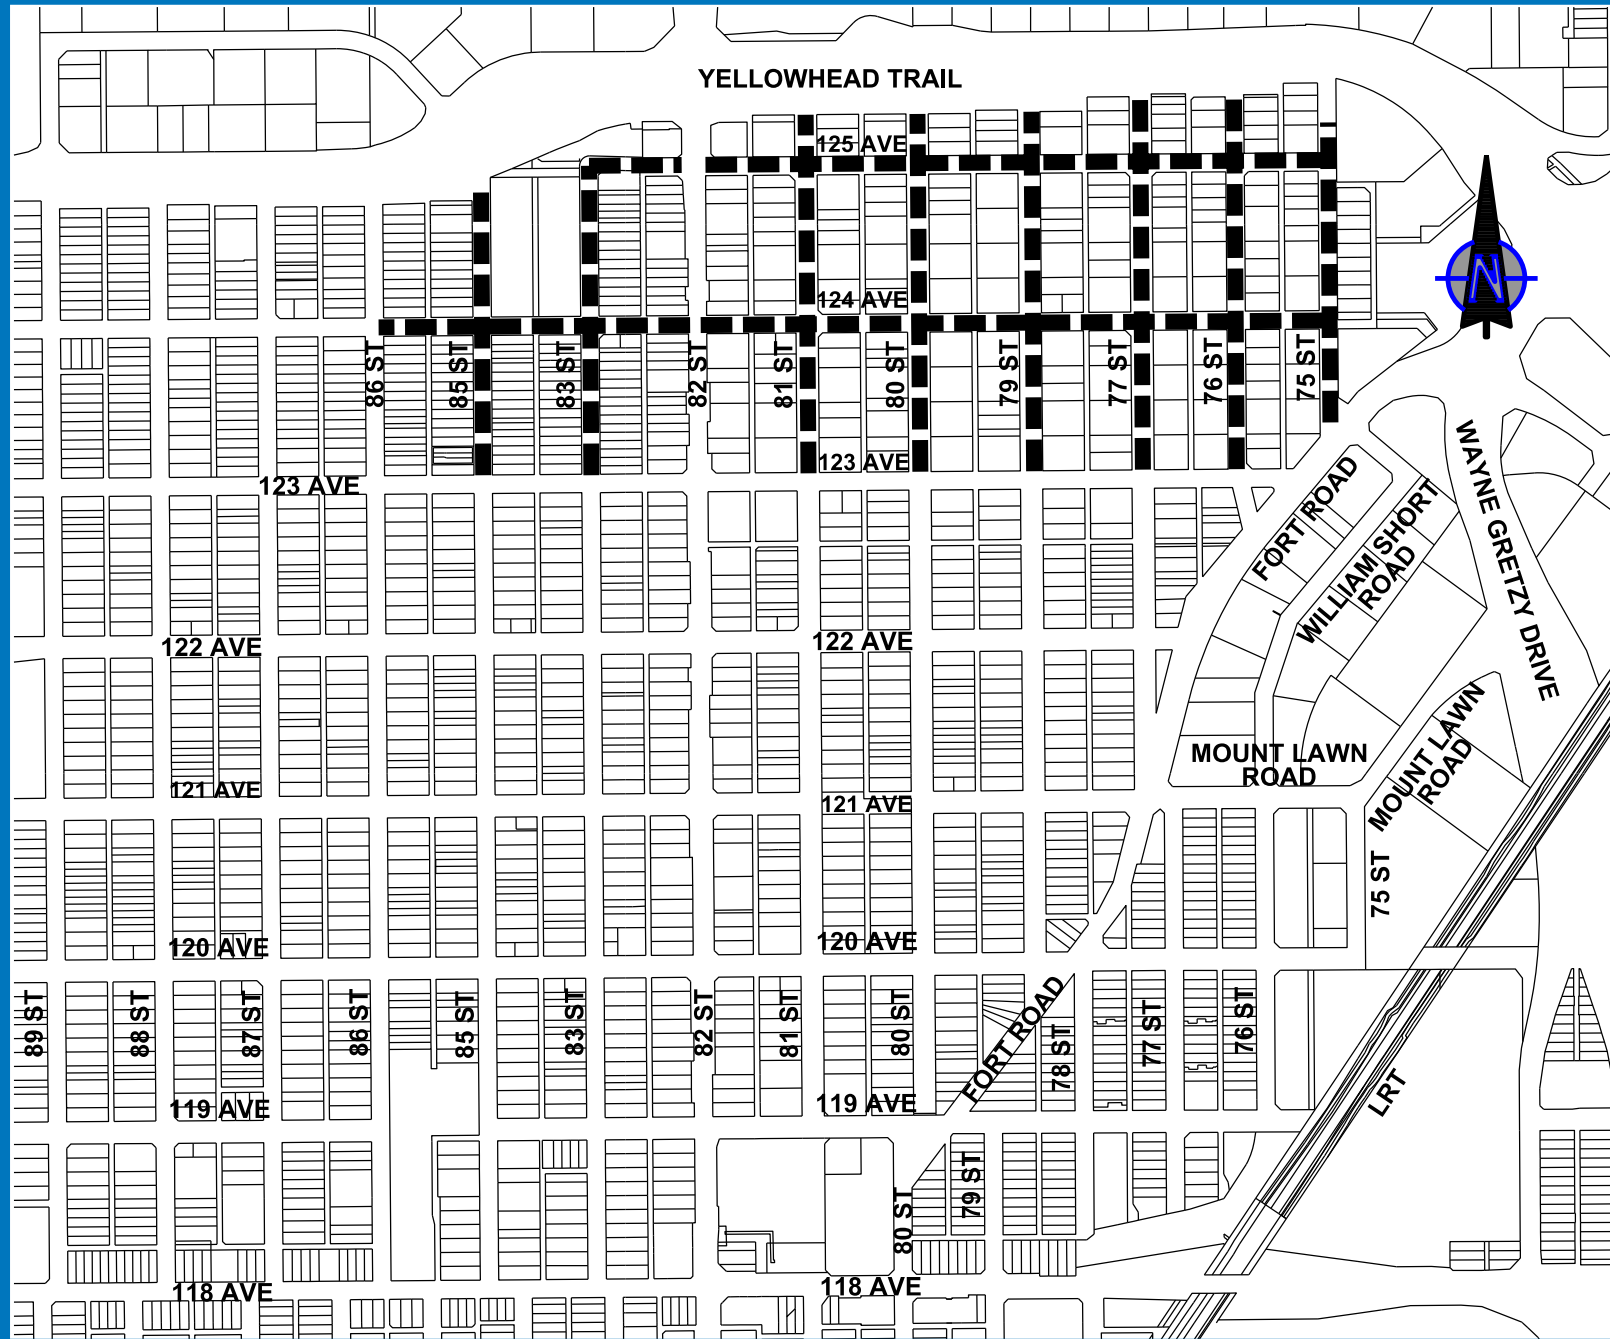 YELLOWHEAD TRAIL
125 AVE
N
124 AVE
86 ST
85 ST
83 ST
82 ST
81 ST
80 ST
79 ST
77 ST
76 ST
75 ST
123 AVE
123 AVE
FORT ROAD
WILLIAM SHORT
ROAD
WAYNE GRETZY DRIVE
122 AVE
122 AVE
MOUNT LAWN
ROAD
MOUNT LAWN
ROAD
121 AVE
121 AVE
75 ST
120 AVE
120 AVE
89 ST
88 ST
87 ST
86 ST
85 ST
83 ST
82 ST
81 ST
80 ST
FORT ROAD
78 ST
77 ST
76 ST
LRT
119 AVE
119 AVE
80 ST
79 ST
118 AVE
118 AVE